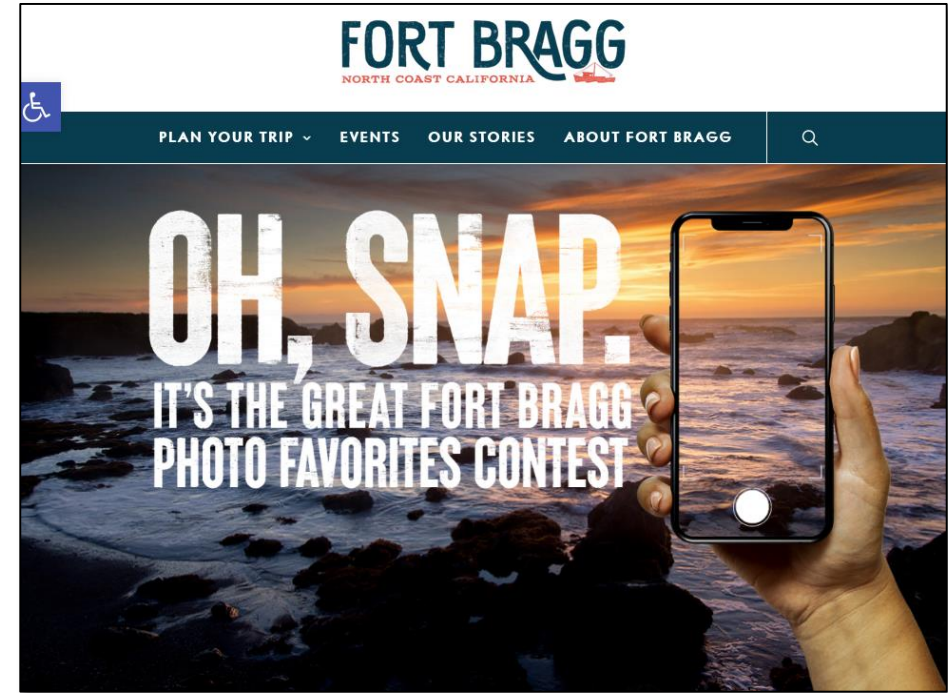 FORT BRAGG
NORTH COAST CALIFORNIA
PLAN YOUR TRIP EVENTS OUR STORIES ABOUT FORT BRAGG
OH, SNAP.
IT'S THE GREAT FORT BRAGG
PHOTO FAVORITES CONTEST